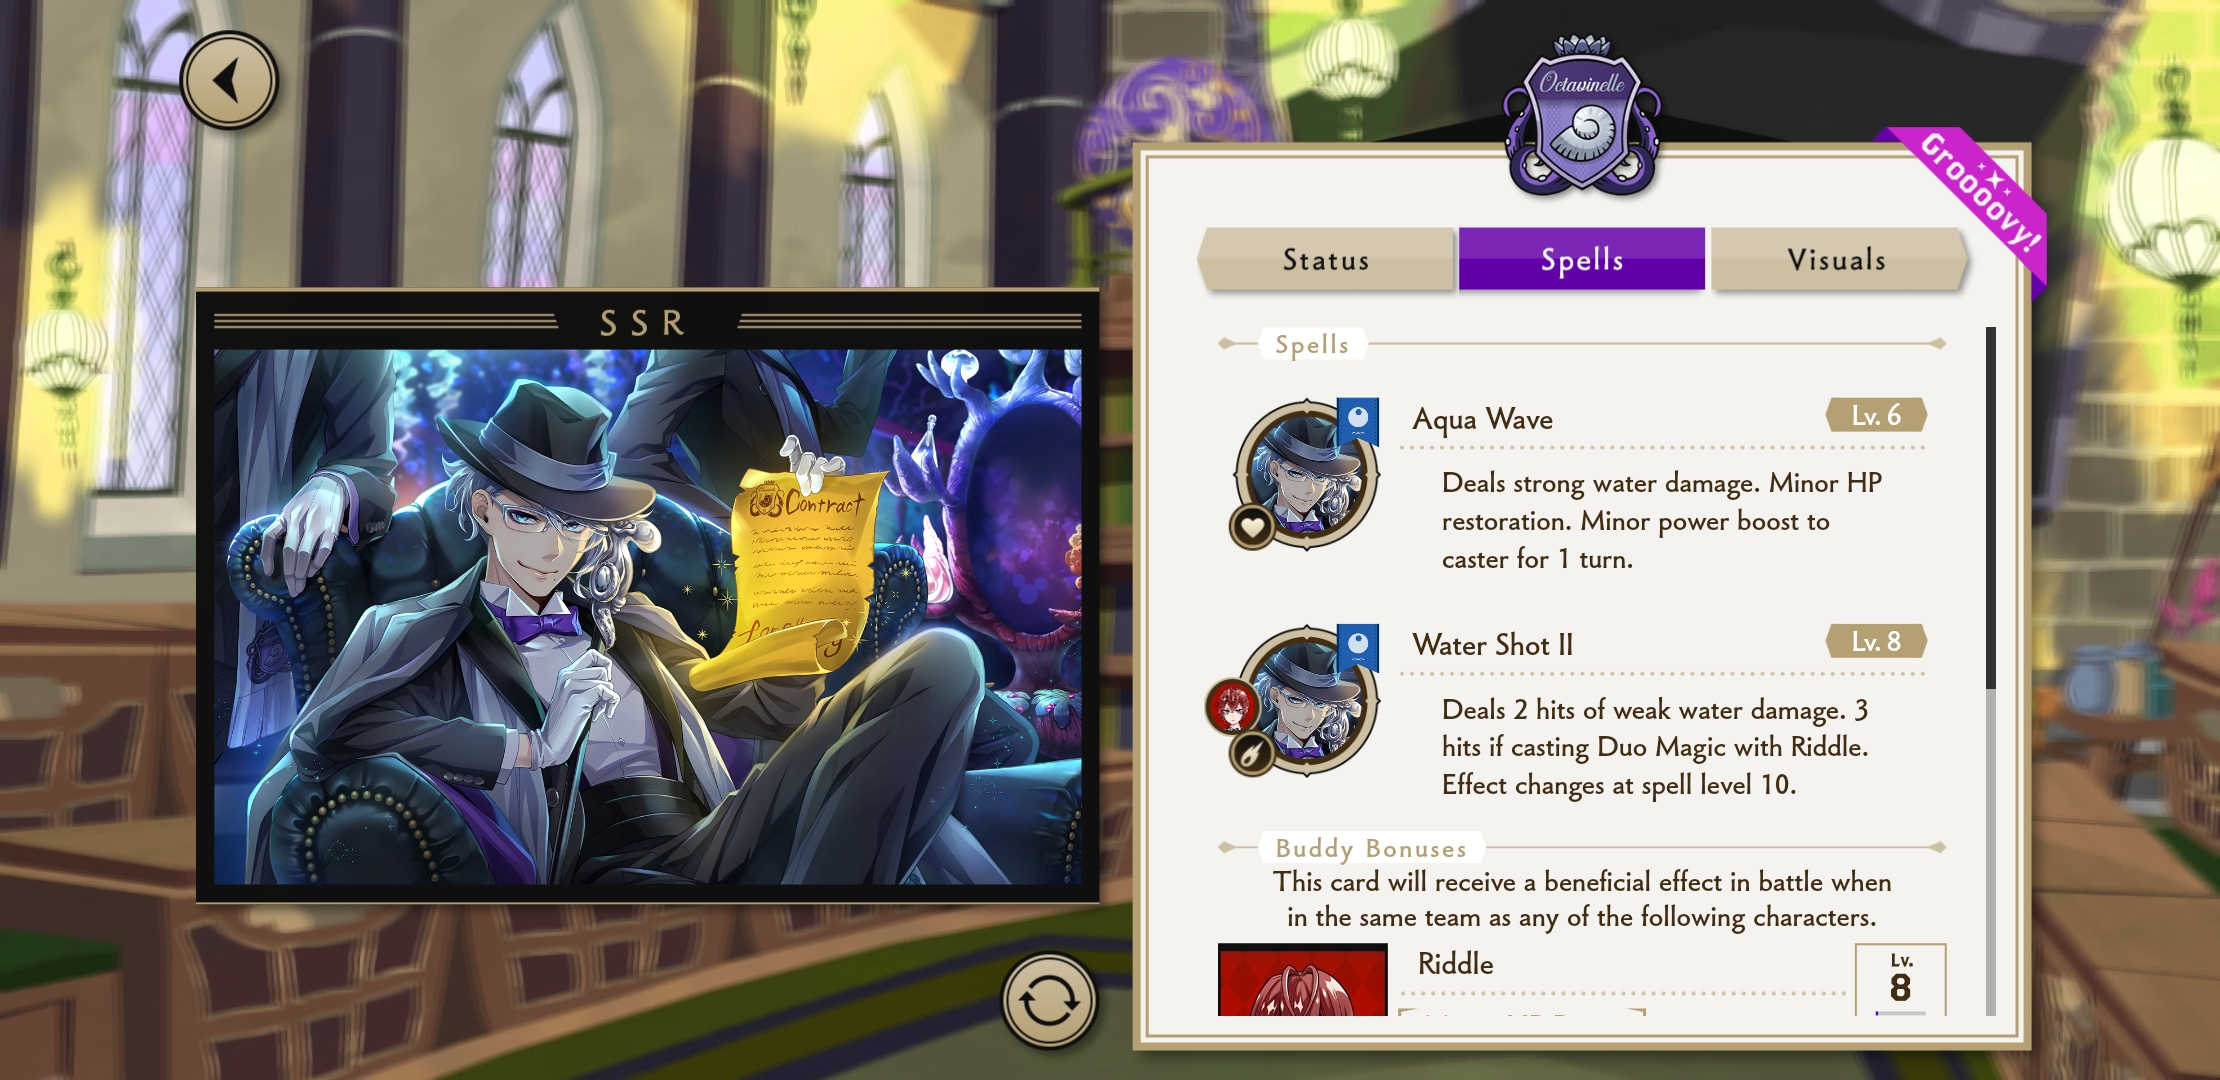 Octavinelle
Grooooovy!
Status
Spells
Visuals
SSR
Contract
Spells
Aqua Wave
Lv. 6
Deals strong water damage. Minor HP
restoration. Minor power boost to
caster for 1 turn.
Water Shot II
Lv. 8
Deals 2 hits of weak water damage. 3
hits if casting Duo Magic with Riddle.
Effect changes at spell level 10.
Buddy Bonuses
This card will receive a beneficial effect in battle when
in the same team as any of the following characters.
Riddle
Lv.
8